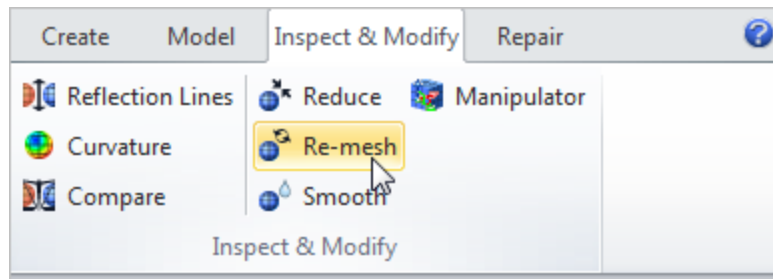 Create Model Inspect & Modify Repair ?
Reflection Lines Reduce Manipulator
Curvature Re-mesh
Compare Smooth
Inspect & Modify